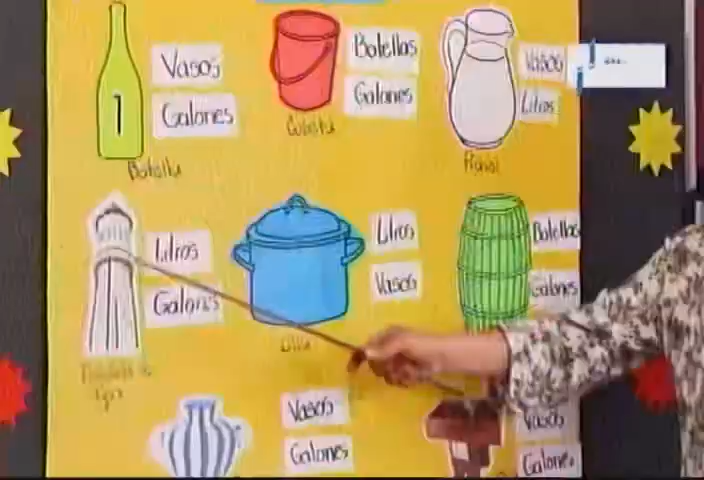 Vasos
Galones
1
Botella
Botellas
Galones
Cubeta
Vasos
Litros
Litros
Galones
Litros
Vasos
Olla
Botellas
Galones
Vasos
Galones
Vasos
Galones